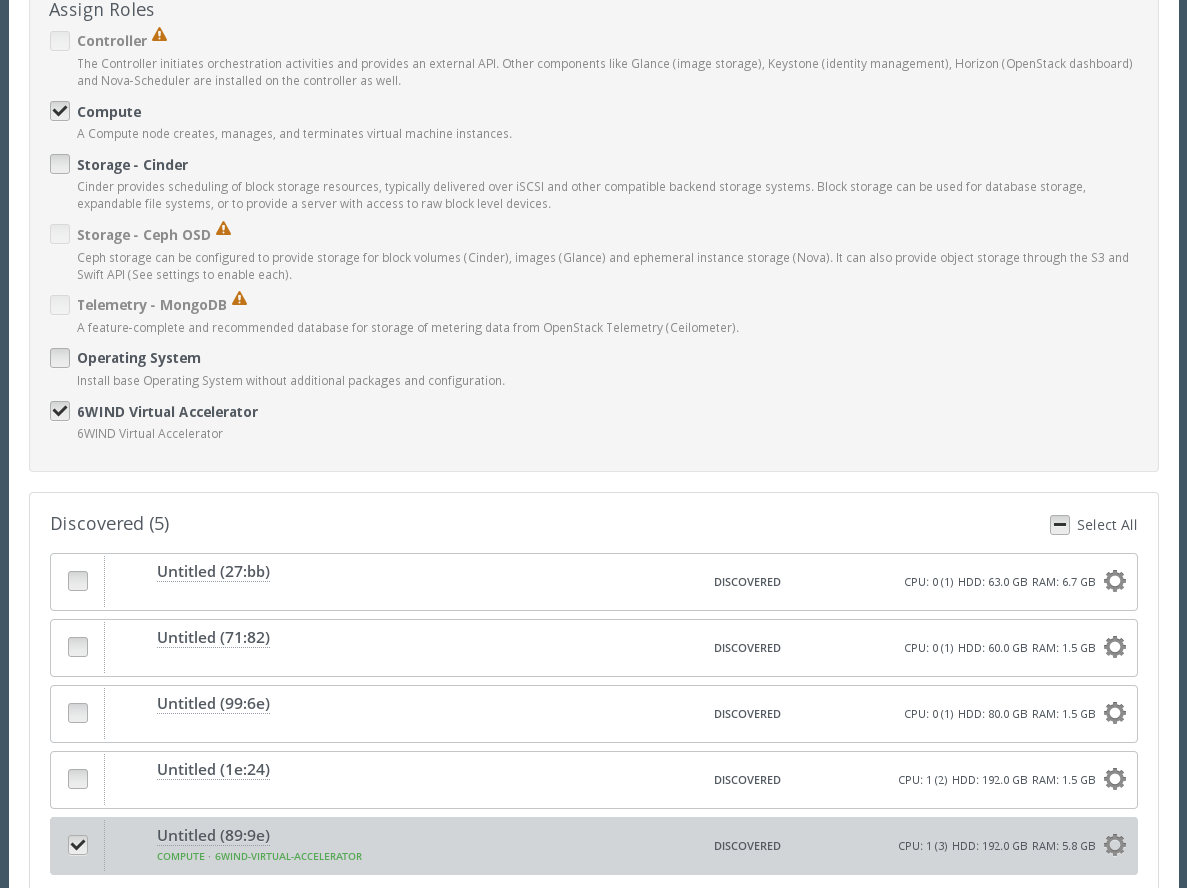 Assign Roles
Controller
The Controller initiates orchestration activities and provides an external API. Other components like Glance (image storage), Keystone (identity management), Horizon (OpenStack dashboard)
and Nova-Scheduler are installed on the controller as well.
Compute
A Compute node creates, manages, and terminates virtual machine instances.
Storage - Cinder
Cinder provides scheduling of block storage resources, typically delivered over iSCSI and other compatible backend storage systems. Block storage can be used for database storage,
expandable file systems, or to provide a server with access to raw block level devices.
Storage - Ceph OSD
Ceph storage can be configured to provide storage for block volumes (Cinder), images (Glance) and ephemeral instance storage (Nova). It can also provide object storage through the S3 and
Swift API (See settings to enable each).
Telemetry - MongoDB
A feature-complete and recommended database for storage of metering data from OpenStack Telemetry (Ceilometer).
Operating System
Install base Operating System without additional packages and configuration.
6WIND Virtual Accelerator
6WIND Virtual Accelerator
Discovered (5) Select All
Untitled (27:bb) DISCOVERED CPU: 0 (1) HDD: 63.0 GB RAM: 6.7 GB
Untitled (71:82) DISCOVERED CPU: 0 (1) HDD: 60.0 GB RAM: 1.5 GB
Untitled (99:6e) DISCOVERED CPU: 0 (1) HDD: 80.0 GB RAM: 1.5 GB
Untitled (1e:24) DISCOVERED CPU: 1 (2) HDD: 192.0 GB RAM: 1.5 GB
Untitled (89:9e) DISCOVERED CPU: 1 (3) HDD: 192.0 GB RAM: 5.8 GB
COMPUTE · 6WIND-VIRTUAL-ACCELERATOR